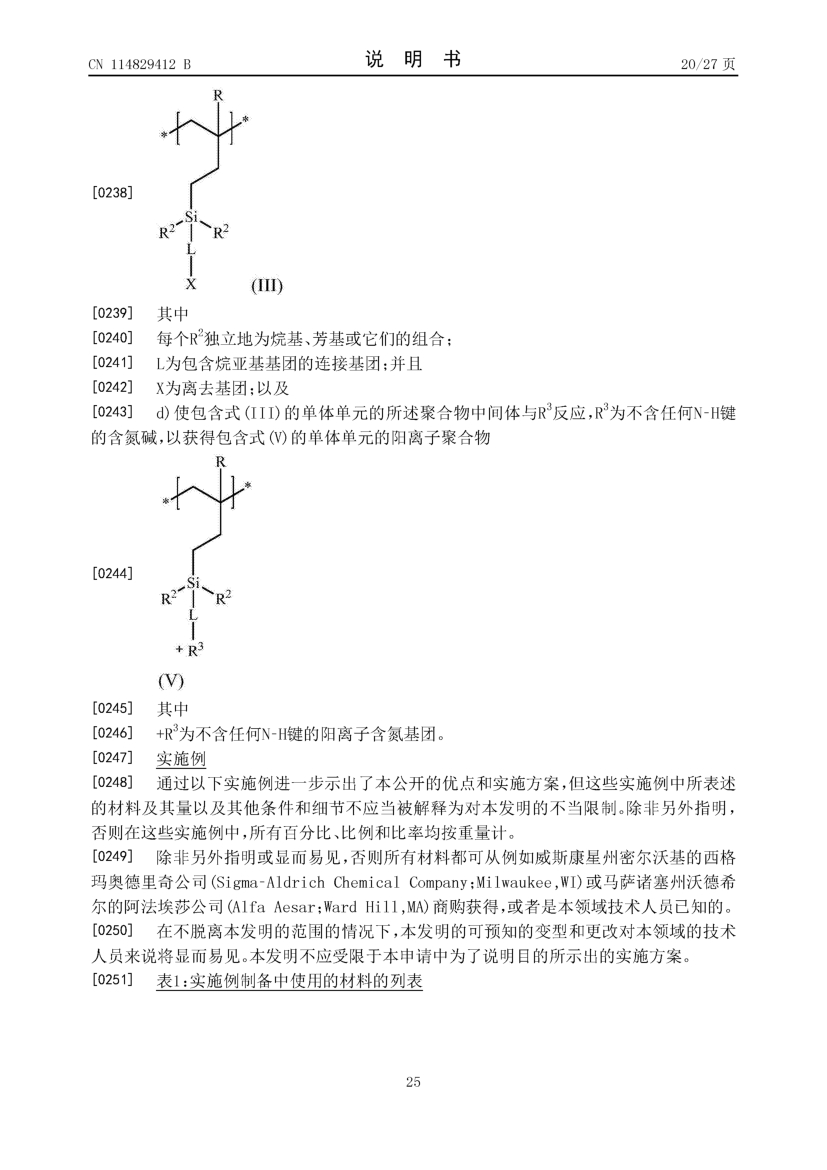 CN 114829412 B
说 明 书
20/27 页
R
*
*
[0238]
Si
R²
R²
L
X
(III)
[0239] 其中
[0240] 每个R²独立地为烷基、芳基或它们的组合；
[0241] L为包含烷亚基基团的连接基团；并且
[0242] X为离去基团；以及
[0243] d)使包含式(III)的单体单元的所述聚合物中间体与R³反应，R³为不含任何N-H键
的含氮碱，以获得包含式(V)的单体单元的阳离子聚合物
R
*
*
[0244]
Si
R²
R²
L
+ R³
(V)
[0245] 其中
[0246] +R³为不含任何N-H键的阳离子含氮基团。
[0247] 实施例
[0248] 通过以下实施例进一步示出了本公开的优点和实施方案，但这些实施例中所表述
的材料及其量以及其他条件和细节不应当被解释为对本发明的不当限制。除非另外指明，
否则在这些实施例中，所有百分比、比例和比率均按重量计。
[0249] 除非另外指明或显而易见，否则所有材料都可从例如威斯康星州密尔沃基的西格
玛奥德里奇公司(Sigma-Aldrich Chemical Company；Milwaukee,WI)或马萨诸塞州沃德希
尔的阿法埃莎公司(Alfa Aesar；Ward Hill,MA)商购获得，或者是本领域技术人员已知的。
[0250] 在不脱离本发明的范围的情况下，本发明的可预知的变型和更改对本领域的技术
人员来说将显而易见。本发明不应受限于本申请中为了说明目的所示出的实施方案。
[0251] 表1：实施例制备中使用的材料的列表
25